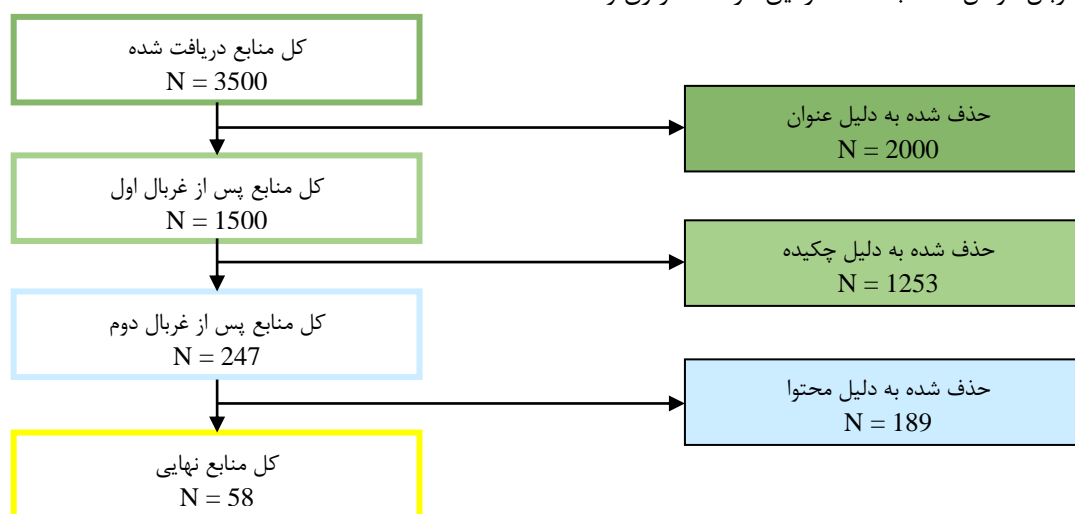 کل منابع دریافت شده
N = 3500
حذف شده به دلیل عنوان
N = 2000
کل منابع پس از غربال اول
N = 1500
حذف شده به دلیل چکیده
N = 1253
کل منابع پس از غربال دوم
N = 247
حذف شده به دلیل محتوا
N = 189
کل منابع نهایی
N = 58